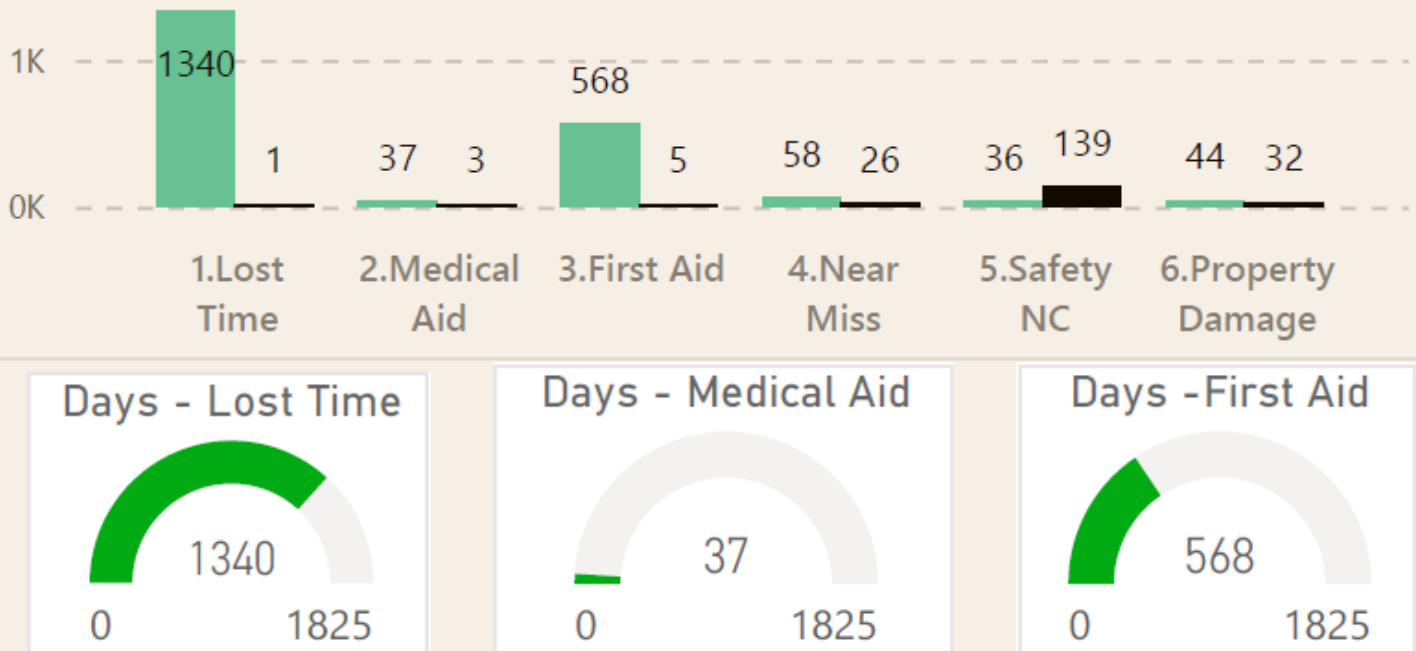 1K
1340
1
37
3
568
5
58
26
36
139
44
32
0K
1.Lost
Time
2.Medical
Aid
3.First Aid
4.Near
Miss
5.Safety
NC
6.Property
Damage
Days - Lost Time
1340
0
1825
Days - Medical Aid
37
0
1825
Days -First Aid
568
0
1825